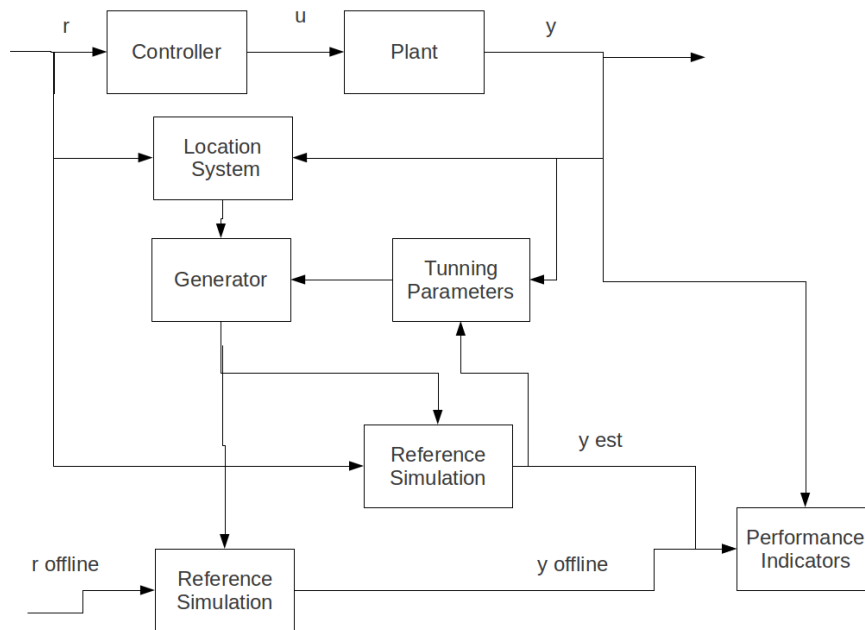 r
u
y
Controller
Plant
Location
System
Generator
Tunning
Parameters
Reference
Simulation
y est
r offline
Reference
Simulation
y offline
Performance
Indicators